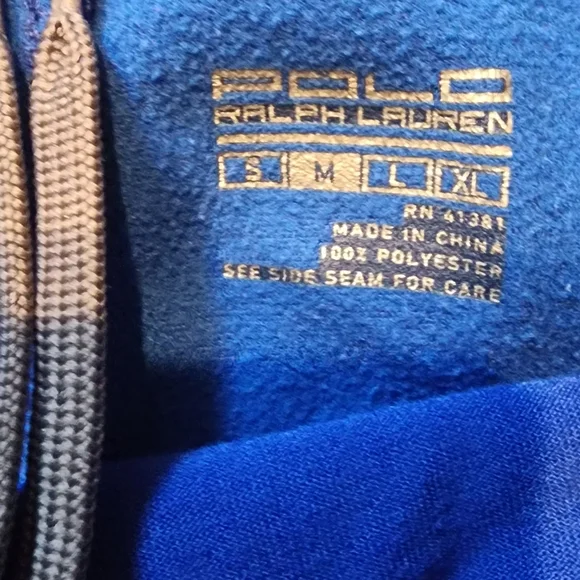 POLO
RALPH LAUREN
S M L XL
RN 41381
MADE IN CHINA
100% POLYESTER
SEE SIDE SEAM FOR CARE